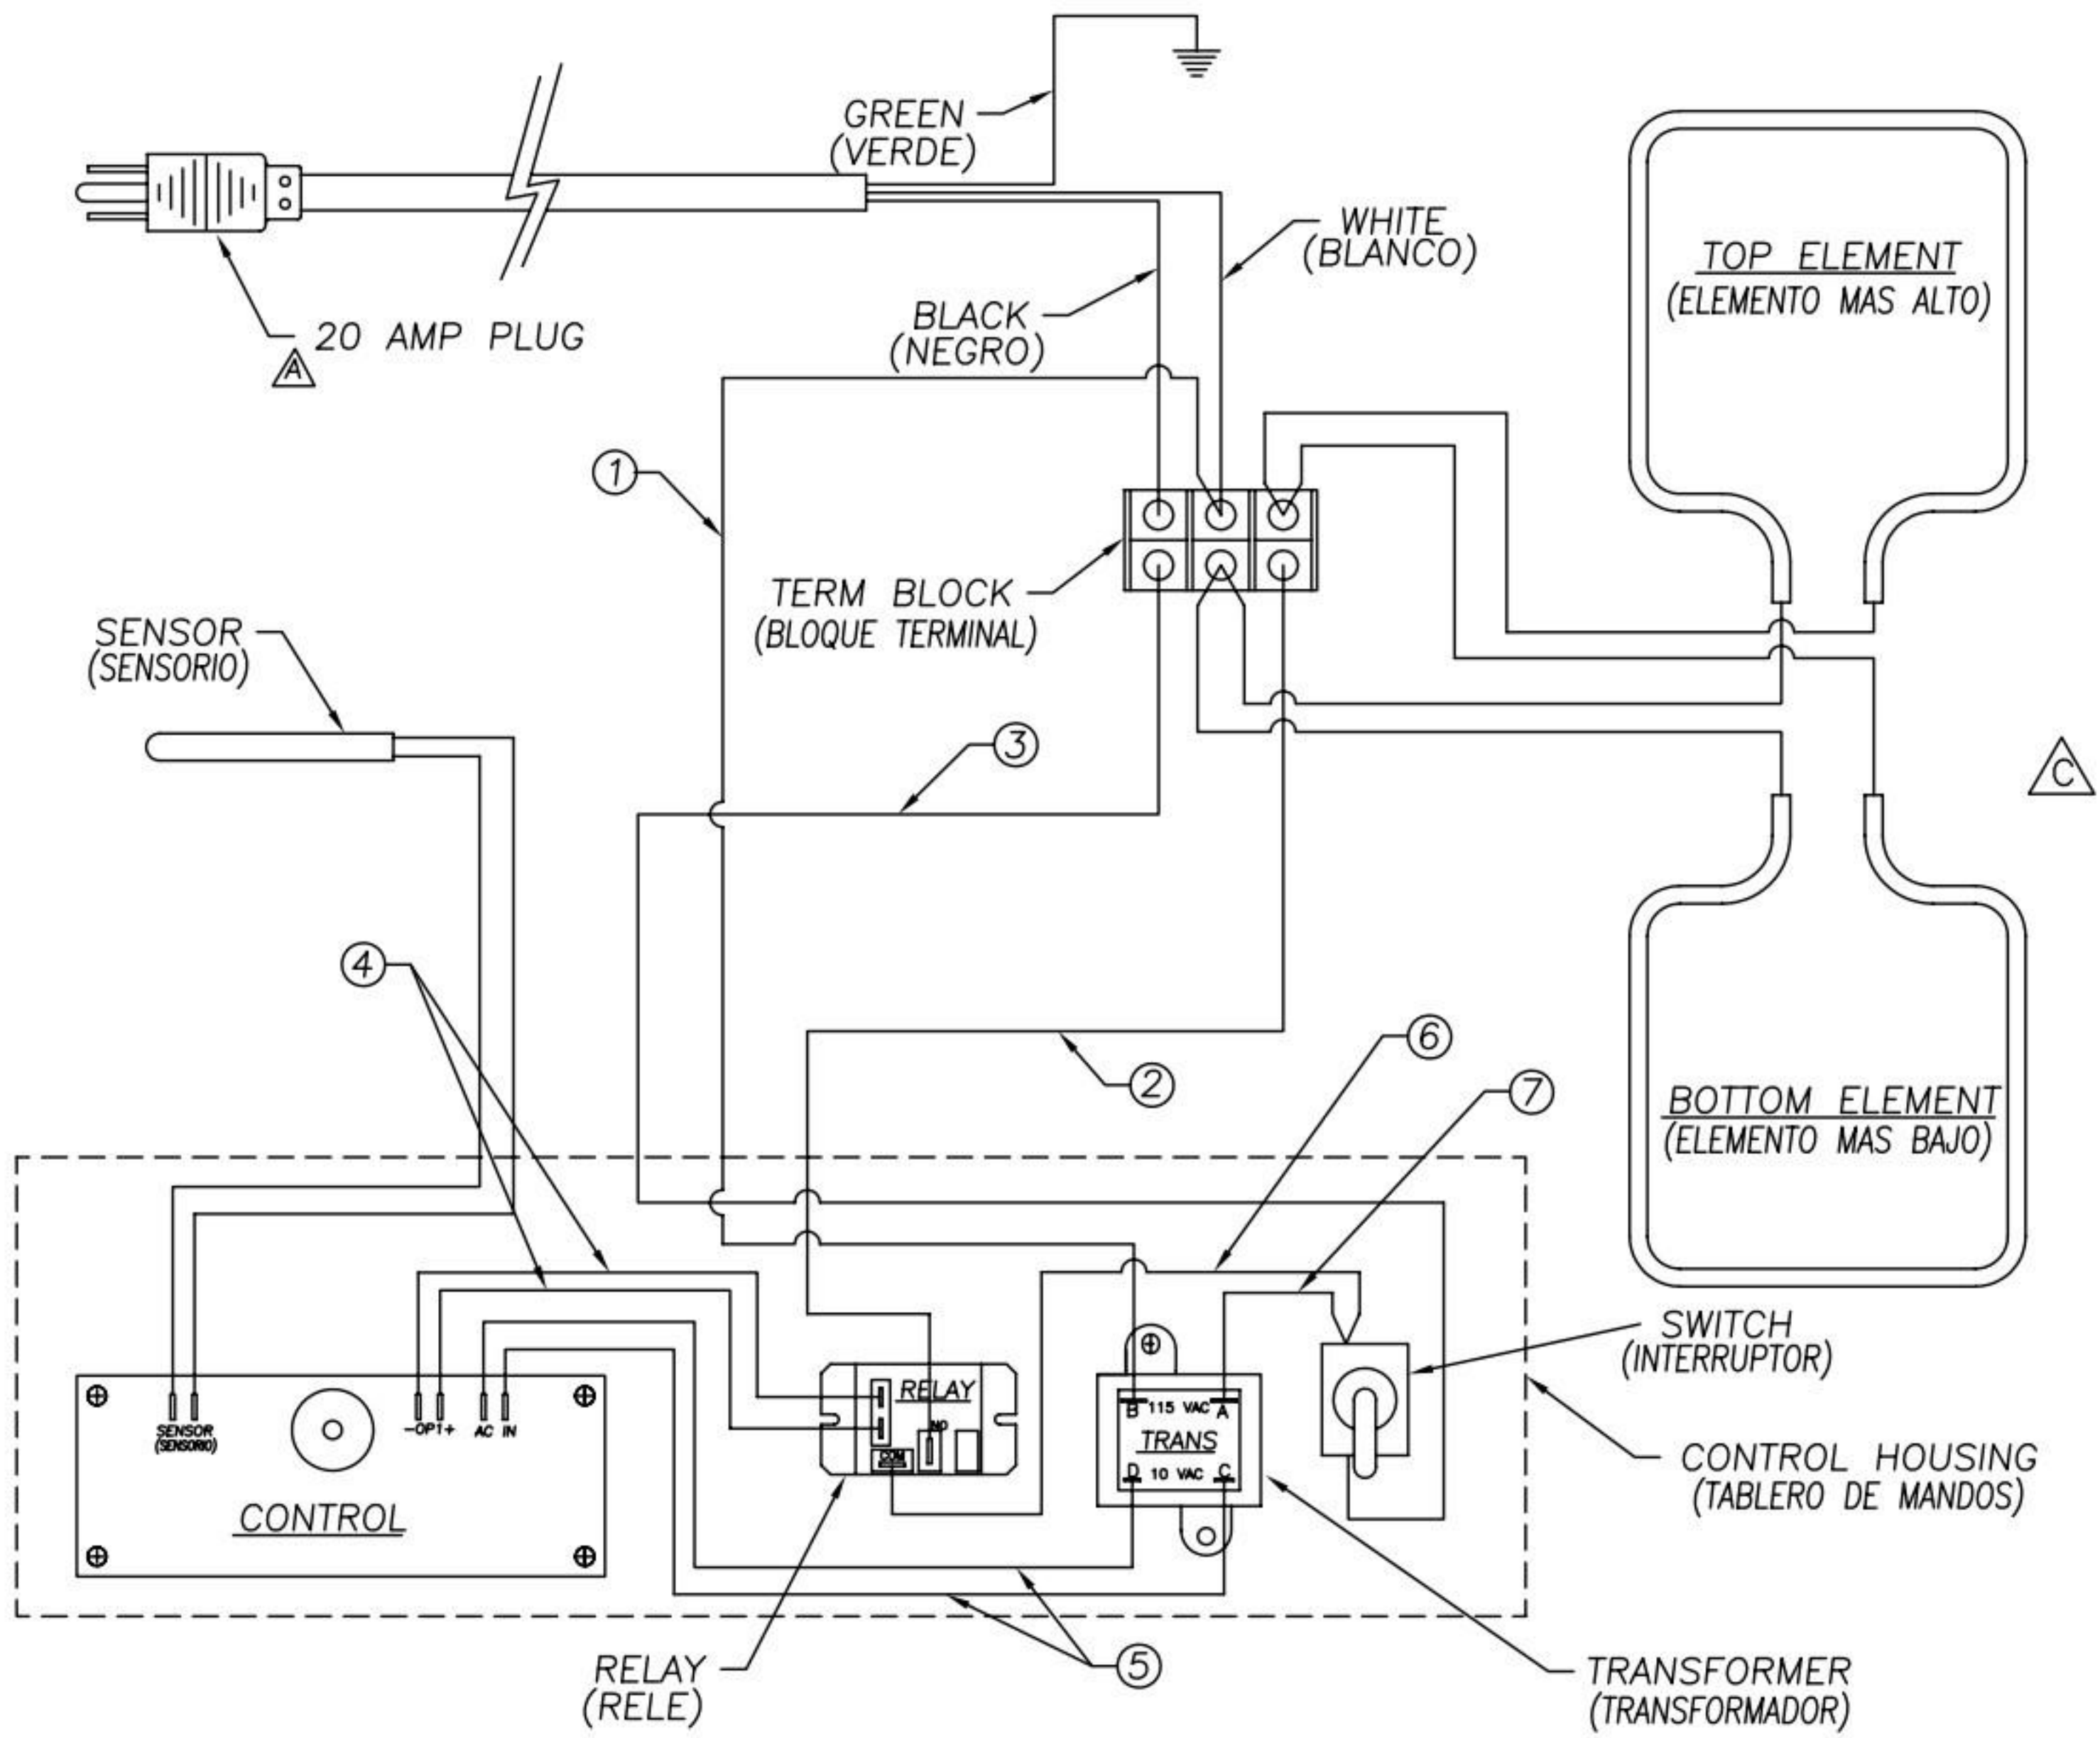 GREEN
(VERDE)
WHITE
(BLANCO)
TOP ELEMENT
(ELEMENTO MAS ALTO)
20 AMP PLUG
A
BLACK
(NEGRO)
1
TERM BLOCK
(BLOQUE TERMINAL)
SENSOR
(SENSORIO)
3
C
4
6
2
7
BOTTOM ELEMENT
(ELEMENTO MAS BAJO)
SWITCH
(INTERRUPTOR)
RELAY
NO
COM
B 115 VAC A
TRANS
D 10 VAC C
SENSOR
(SENSORIO)
-OP1+
AC IN
CONTROL
CONTROL HOUSING
(TABLERO DE MANDOS)
RELAY
(RELE)
5
TRANSFORMER
(TRANSFORMADOR)